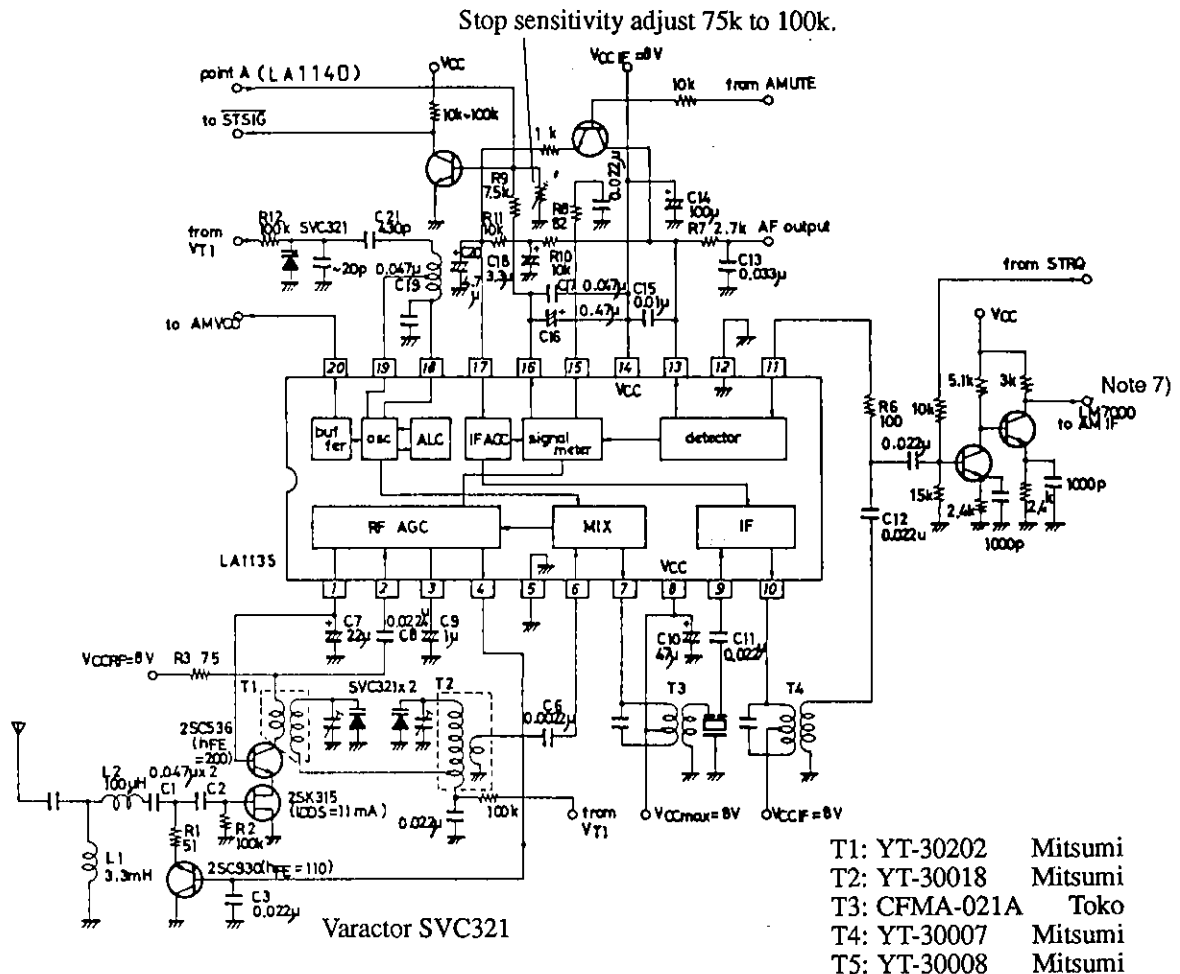 Stop sensitivity adjust 75k to 100k.
VCC
VCCIF=8V
point A (LA1140)
10k
from AMUTE
10k~100k
to STSIG
1 k
R9
7.5k
0.022μ
C14
100μ
R12
100k
SVC321
C21
430p
R11
10k
R8
82
R7 2.7k
AF output
from
VT1
~20p
0.047μ
C19
C20
C18
3.3μ
R10
10k
C13
0.033μ
from STRQ
0.047μ
C15
0.01μ
0.47μ
C16
to AMVCO
VCC
20
19
18
17
16
15
14
13
12
11
VCC
5.1k
3k
Note 7)
LM7000
to AM IF
R6
100
10k
buffer
osc
ALC
IF AGC
signal meter
detector
0.022μ
15k
2.4k
1000p
2.4k
1000p
C12
0.022μ
RF AGC
MIX
IF
LA1135
VCC
1
2
3
4
5
6
7
8
9
10
C7
22μ
0.022μ
C8
C9
1μ
C10
47μ
C11
0.022μ
VCCRF=8V
R3 75
T1
SVC321x2
T2
C6
0.0022μ
T3
T4
2SC536
(hFE
=200)
L2
100μH
0.047μx2
C1
C2
2SK315
(IDSS=11mA)
R1
51
R2
100k
0.022μ
100k
from
VT1
VCCmax=8V
VCCIF=8V
L1
3.3mH
2SC930(hFE=110)
C3
0.022μ
Varactor SVC321
T1: YT-30202 Mitsumi
T2: YT-30018 Mitsumi
T3: CFMA-021A Toko
T4: YT-30007 Mitsumi
T5: YT-30008 Mitsumi